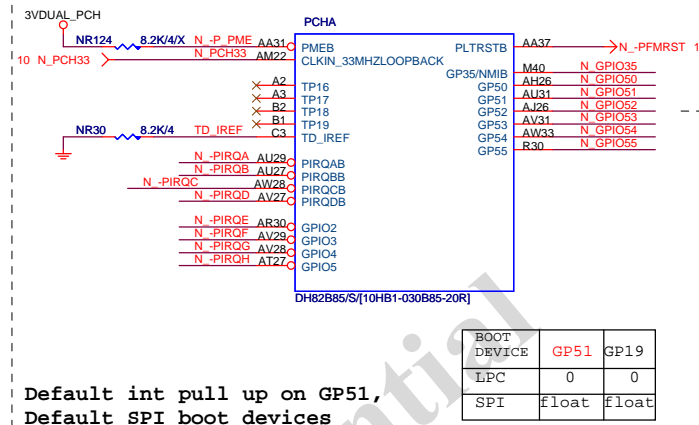 3VDUAL_PCH
PCHA
NR124 8.2K/4/X N_-P_PME AA31 PMEB PLTRSTB AA37 N_-PFMRST 1
10 N_PCH33 N_PCH33 AM22 CLKIN_33MHZLOOPBACK
GP35/NMIB M40 N_GPIO35
A2 TP16 GP50 AH26 N_GPIO50
A3 TP17 GP51 AU31 N_GPIO51
B2 TP18 GP52 AJ26 N_GPIO52
B1 TP19 GP53 AV31 N_GPIO53
NR30 8.2K/4 TD_IREF C3 TD_IREF GP54 AW33 N_GPIO54
GP55 R30 N_GPIO55
N_-PIRQA AU29 PIRQAB
N_-PIRQB AU27 PIRQBB
N_-PIRQC AW28 PIRQCB
N_-PIRQD AV27 PIRQDB
N_-PIRQE AR30 GPIO2
N_-PIRQF AV29 GPIO3
N_-PIRQG AV28 GPIO4
N_-PIRQH AT27 GPIO5
DH82B85/S/[10HB1-030B85-20R]
BOOT
DEVICE GP51 GP19
LPC 0 0
SPI float float
Default int pull up on GP51,
Default SPI boot devices